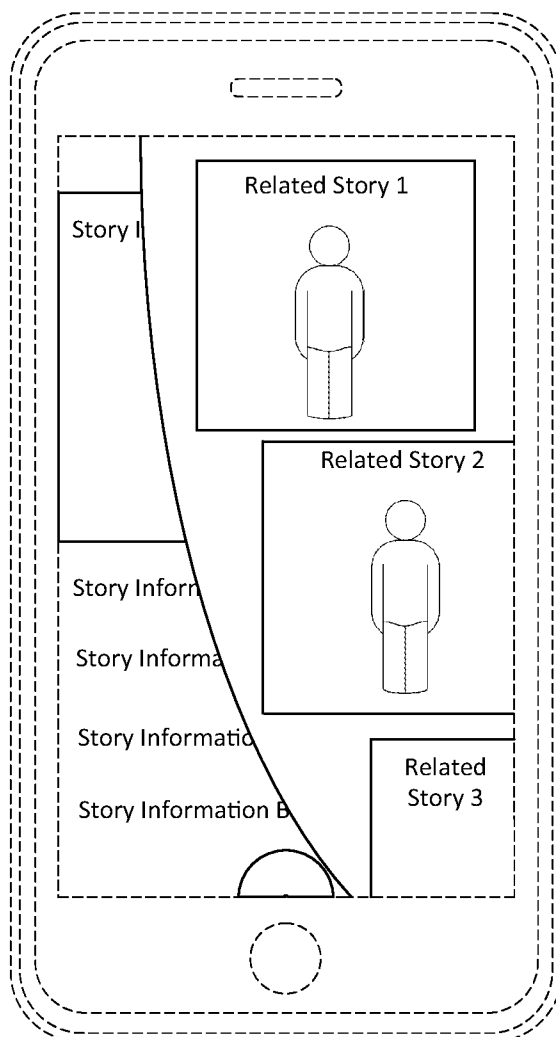 Related Story 1
Story I
Related Story 2
Story Inform
Story Informa
Story Informatio
Related
Story 3
Story Information B